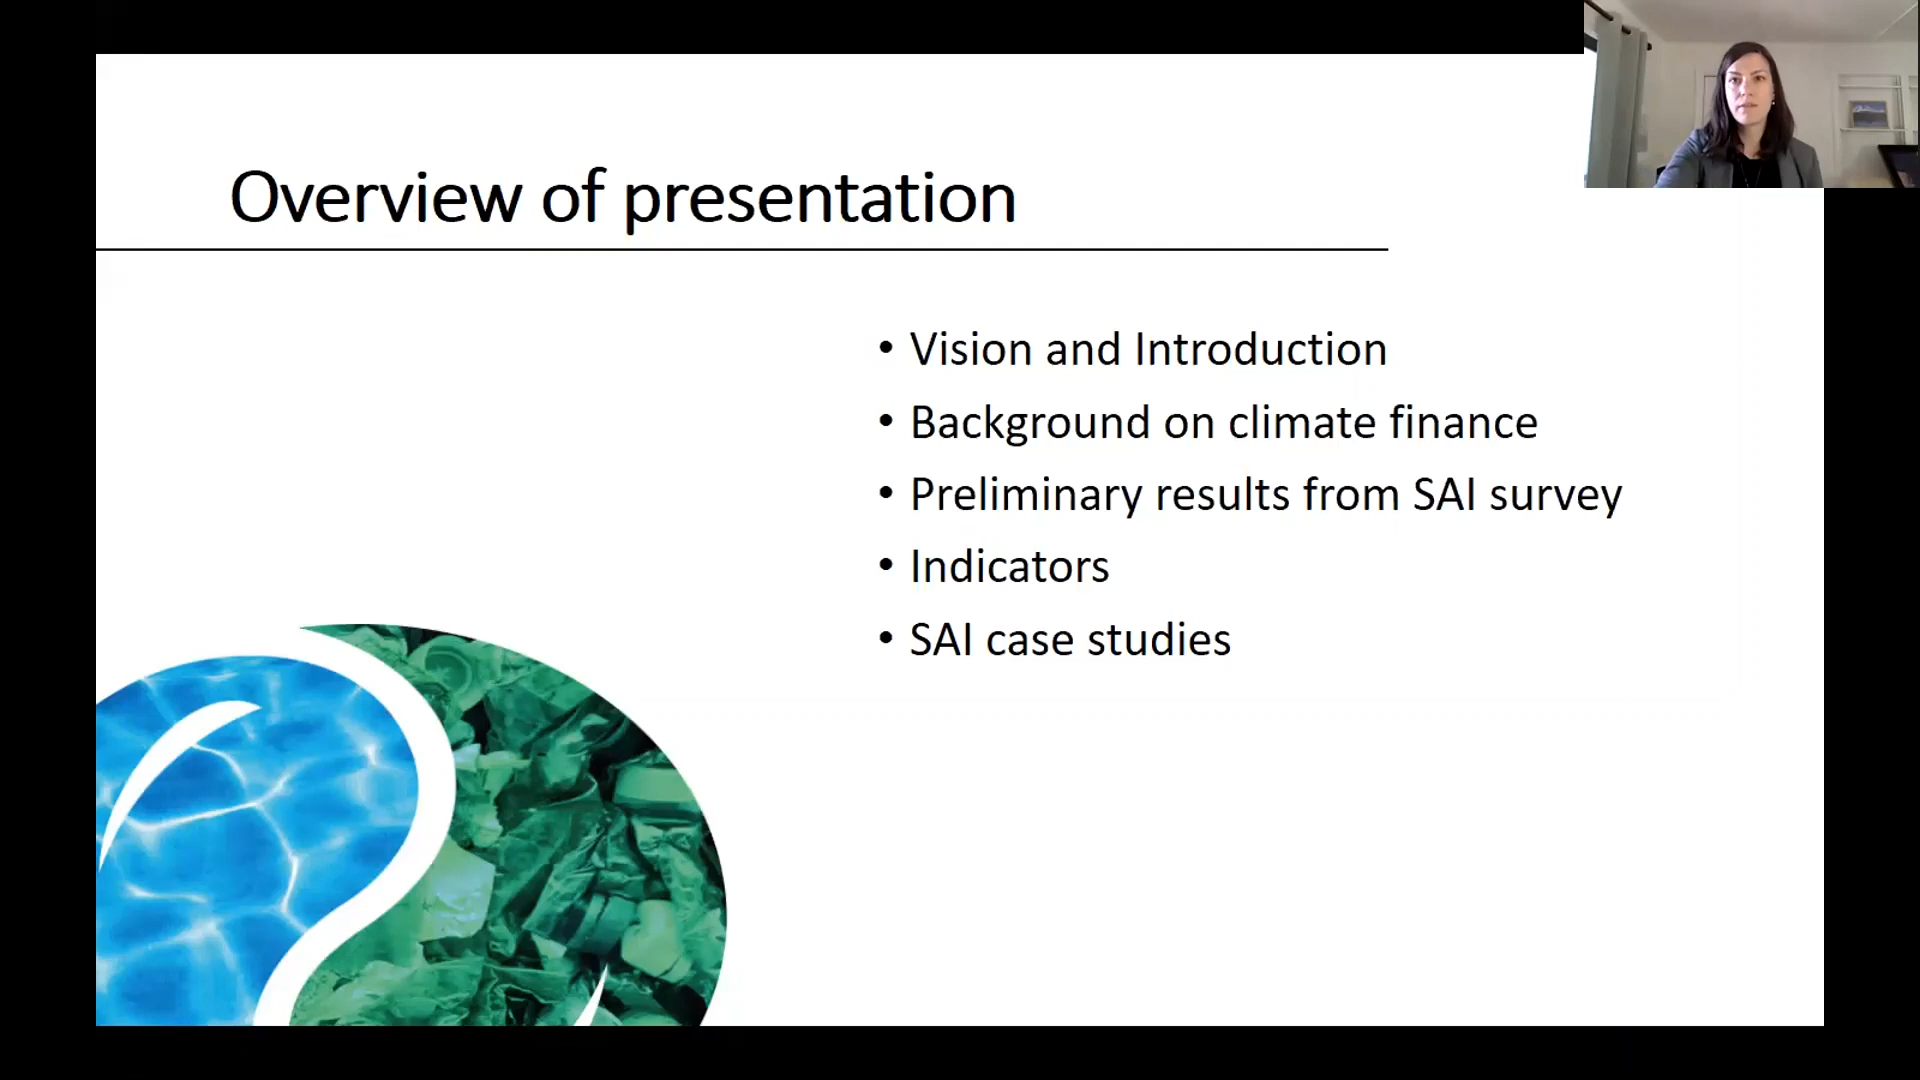 Overview of presentation
• Vision and Introduction
• Background on climate finance
• Preliminary results from SAI survey
• Indicators
• SAI case studies